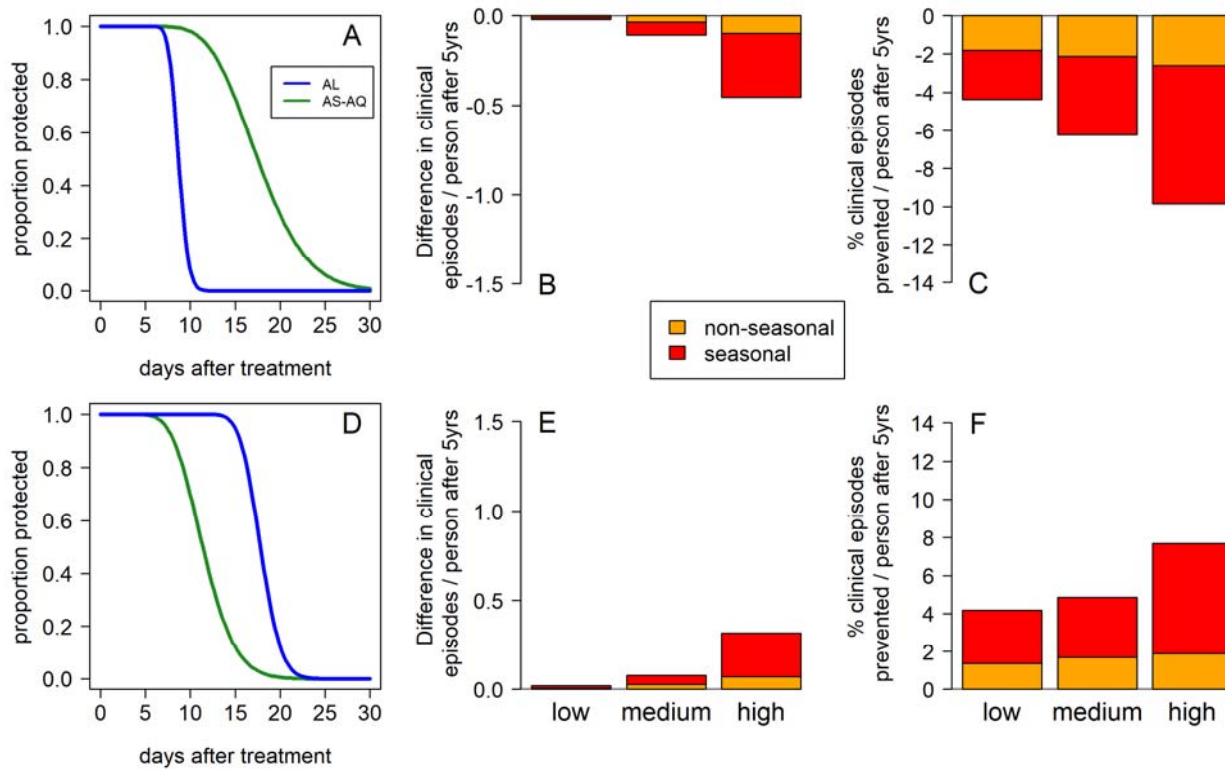 A
AL
AS-AQ
proportion protected
1.0
0.8
0.6
0.4
0.2
0.0
0 5 10 15 20 25 30
days after treatment
B
Difference in clinical
episodes / person after 5yrs
0.0
-0.5
-1.0
-1.5
C
% clinical episodes
prevented / person after 5yrs
0
-2
-4
-6
-8
-10
-12
-14
non-seasonal
seasonal
D
proportion protected
1.0
0.8
0.6
0.4
0.2
0.0
0 5 10 15 20 25 30
days after treatment
E
Difference in clinical
episodes / person after 5yrs
1.5
1.0
0.5
0.0
low medium high
F
% clinical episodes
prevented / person after 5yrs
14
12
10
8
6
4
2
0
low medium high